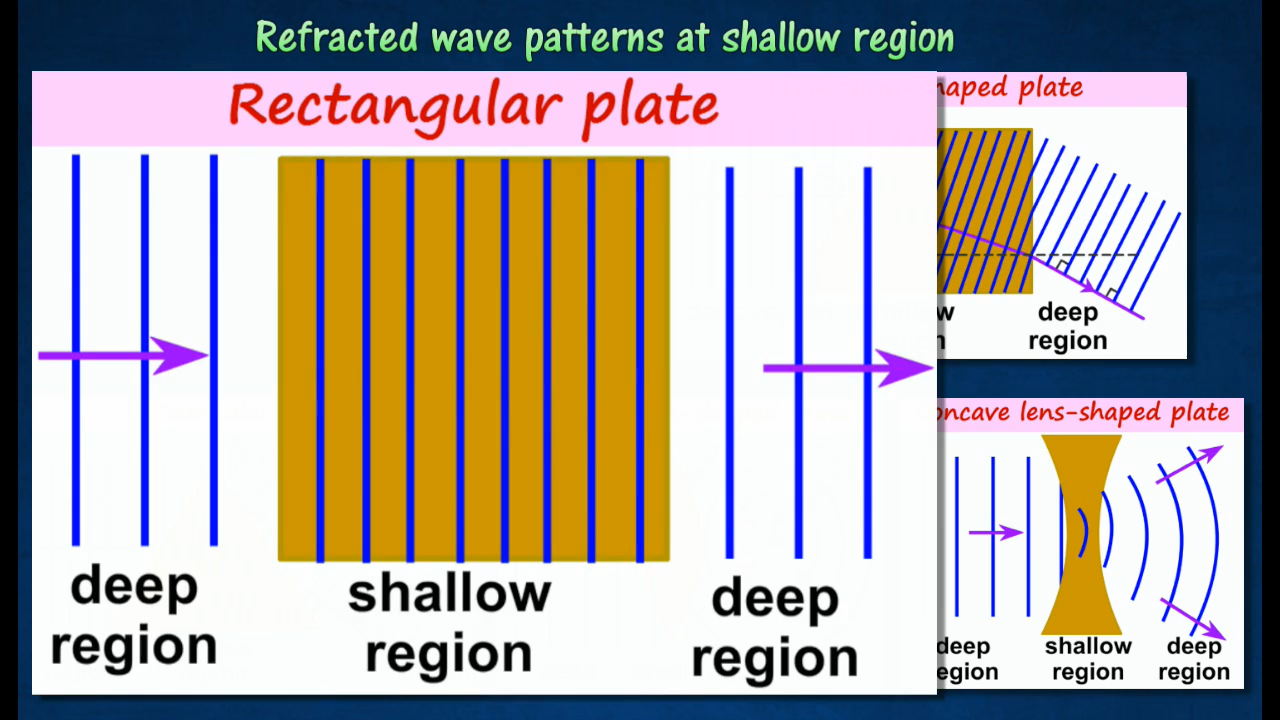 Refracted wave patterns at shallow region
Rectangular plate
deep
region
shallow
region
deep
region
haped plate
w
n
deep
region
oncave lens-shaped plate
deep
egion
shallow
region
deep
region